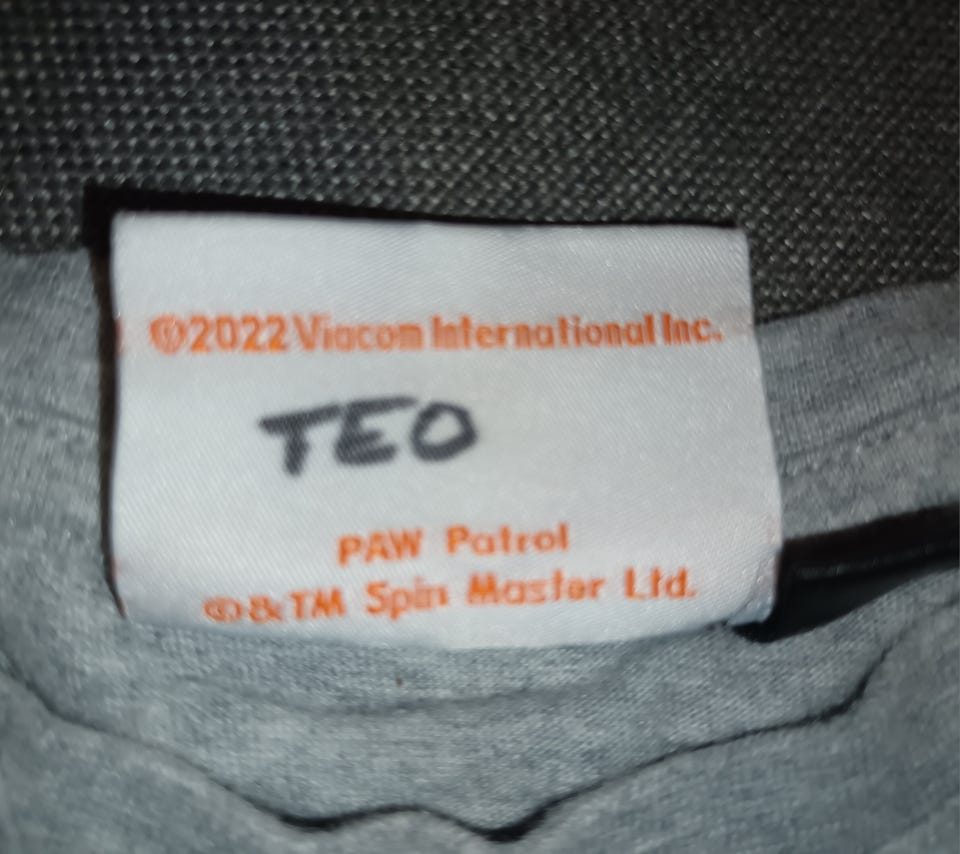 ©2022 Viacom International Inc.
TEO
PAW Patrol
©&TM Spin Master Ltd.